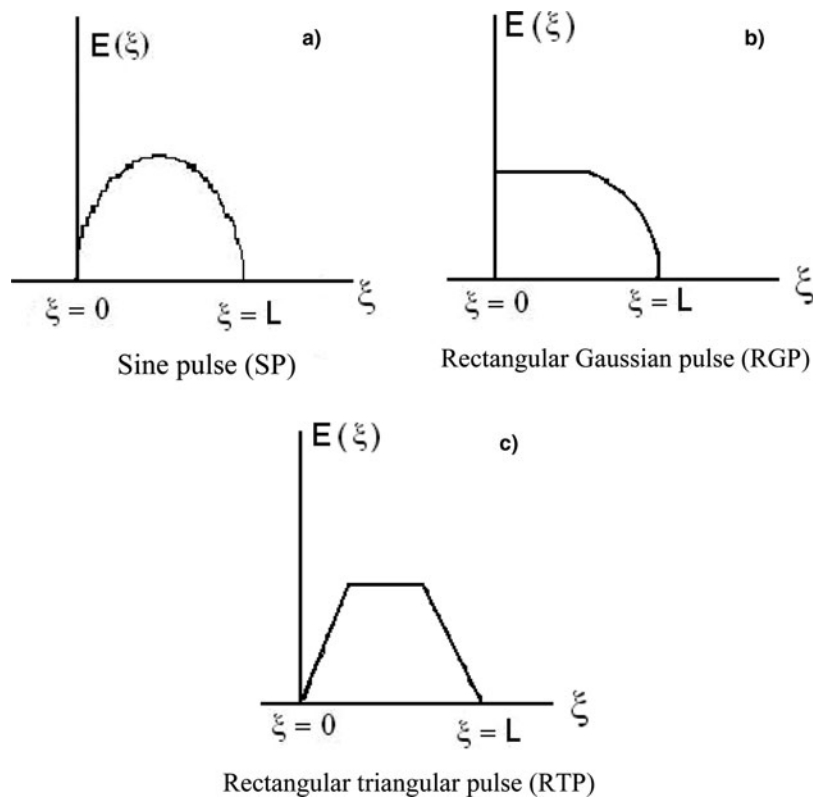 E (ξ)
a)
ξ = 0
ξ = L
ξ
Sine pulse (SP)
E (ξ)
b)
ξ = 0
ξ = L
ξ
Rectangular Gaussian pulse (RGP)
E (ξ)
c)
ξ = 0
ξ = L
ξ
Rectangular triangular pulse (RTP)